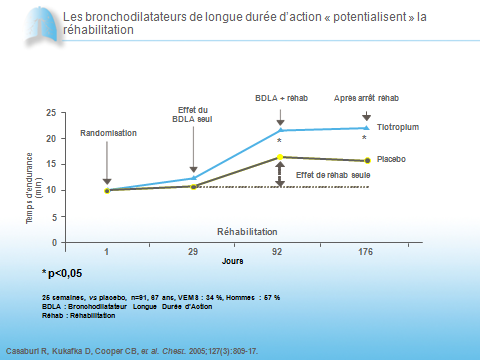 Les bronchodilatateurs de longue durée d'action « potentialisent » la
réhabilitation
BDLA + réhab
Après arrêt réhab
Effet du
BDLA seul
Randomisation
25
20
15
10
5
0
Temps d'endurance
(min)
Tiotropium
*
*
Placebo
Effet de réhab seule
Réhabilitation
1
29
92
176
Jours
* p<0,05
25 semaines, vs placebo, n=91, 67 ans, VEMS : 34 %, Hommes : 57 %
BDLA : Bronchodilatateur Longue Durée d'Action
Réhab : Réhabilitation
Casaburi R, Kukafka D, Cooper CB, et al. Chest. 2005;127(3):809-17.